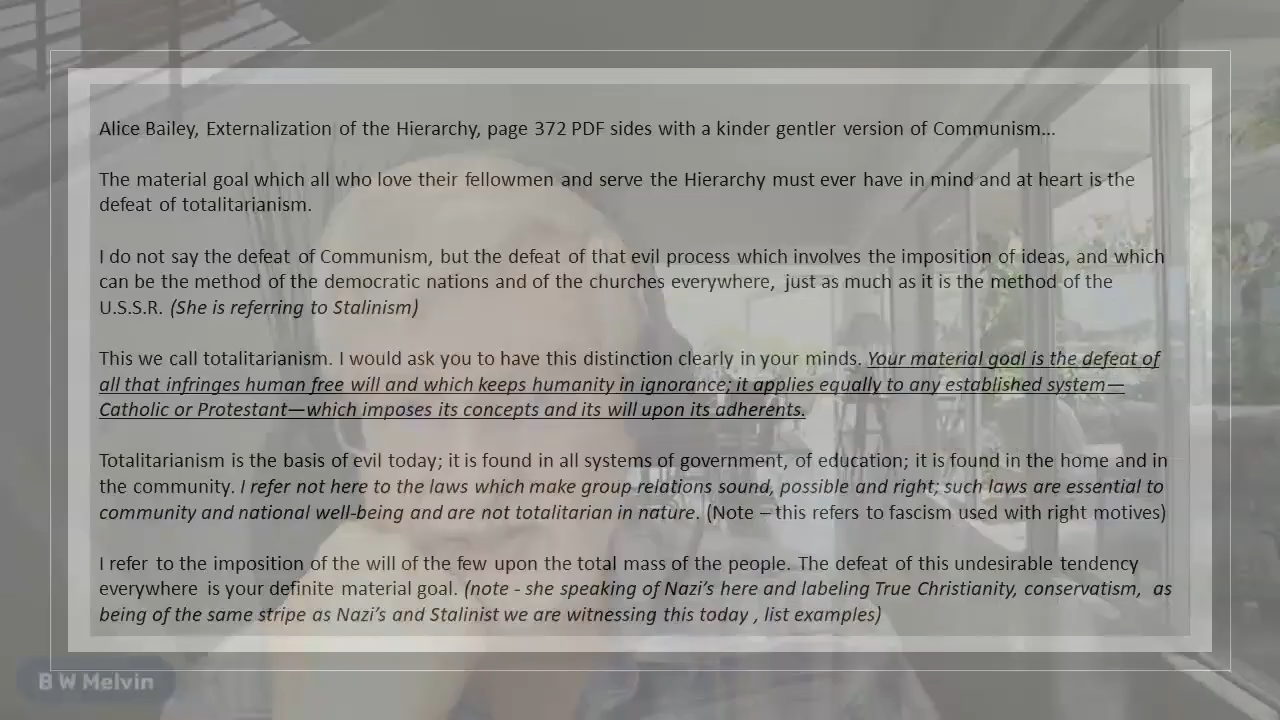 Alice Bailey, Externalization of the Hierarchy, page 372 PDF sides with a kinder gentler version of Communism...
The material goal which all who love their fellowmen and serve the Hierarchy must ever have in mind and at heart is the
defeat of totalitarianism.
I do not say the defeat of Communism, but the defeat of that evil process which involves the imposition of ideas, and which
can be the method of the democratic nations and of the churches everywhere, just as much as it is the method of the
U.S.S.R. (She is referring to Stalinism)
This we call totalitarianism. I would ask you to have this distinction clearly in your minds. Your material goal is the defeat of
all that infringes human free will and which keeps humanity in ignorance; it applies equally to any established system—
Catholic or Protestant—which imposes its concepts and its will upon its adherents.
Totalitarianism is the basis of evil today; it is found in all systems of government, of education; it is found in the home and in
the community. I refer not here to the laws which make group relations sound, possible and right; such laws are essential to
community and national well-being and are not totalitarian in nature. (Note – this refers to fascism used with right motives)
I refer to the imposition of the will of the few upon the total mass of the people. The defeat of this undesirable tendency
everywhere is your definite material goal. (note - she speaking of Nazi's here and labeling True Christianity, conservatism, as
being of the same stripe as Nazi's and Stalinist we are witnessing this today , list examples)
B W Melvin